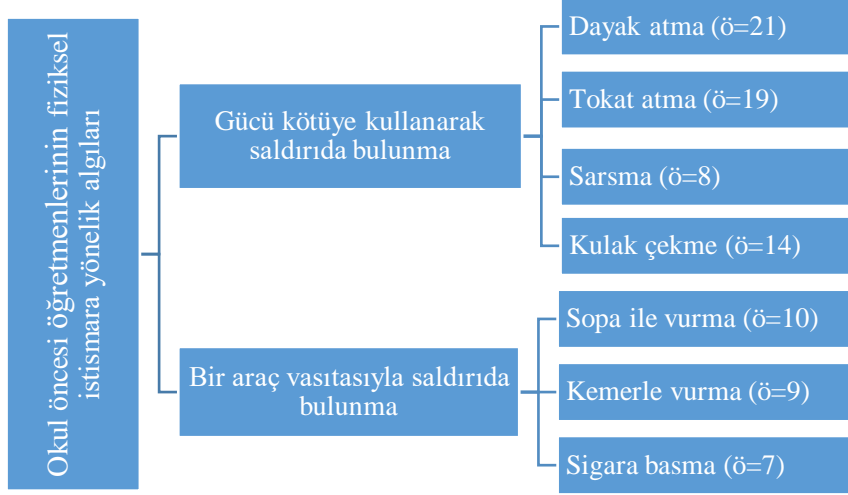 Okul öncesi öğretmenlerinin fiziksel
istismara yönelik algıları
Gücü kötüye kullanarak
saldırıda bulunma
Dayak atma (ö=21)
Tokat atma (ö=19)
Sarsma (ö=8)
Kulak çekme (ö=14)
Bir araç vasıtasıyla saldırıda
bulunma
Sopa ile vurma (ö=10)
Kemerle vurma (ö=9)
Sigara basma (ö=7)